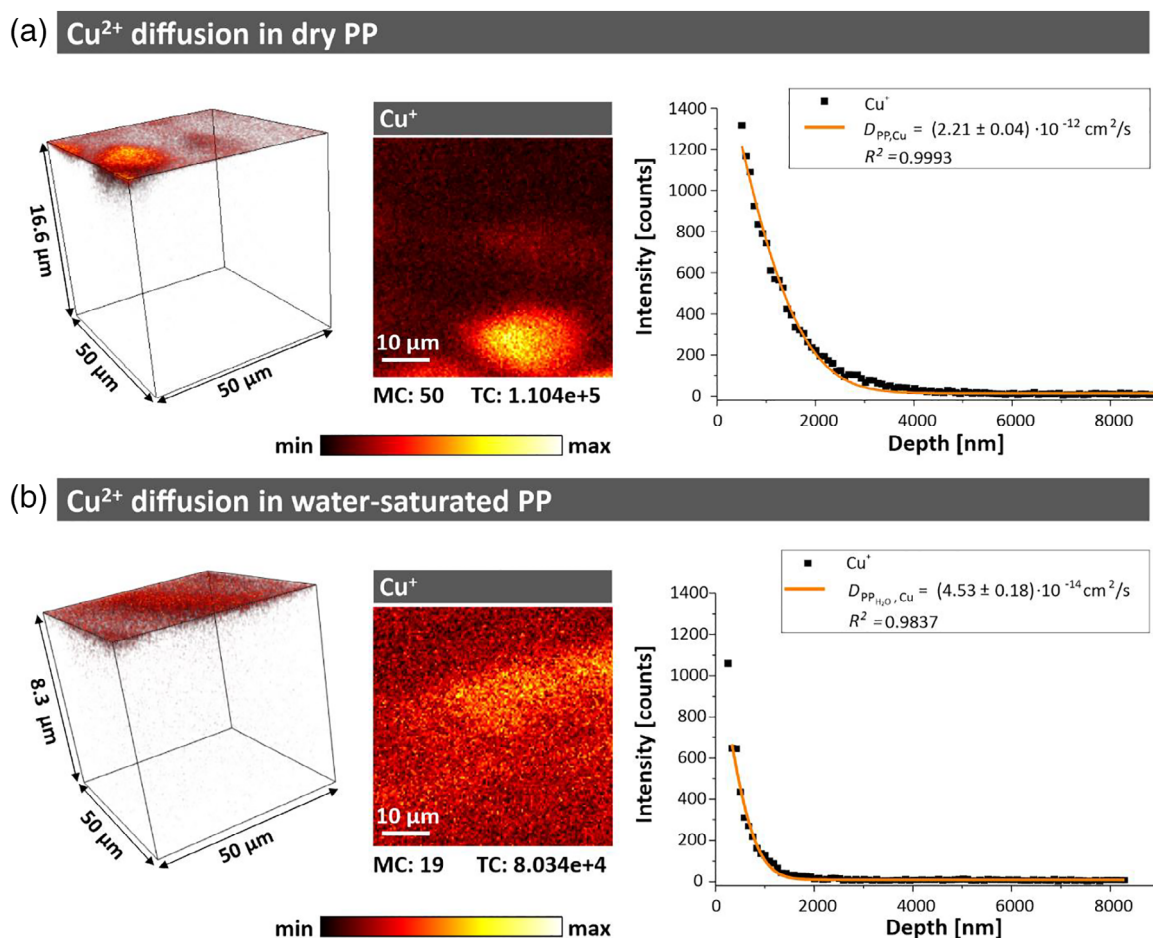 (a) Cu²⁺ diffusion in dry PP
16.6 µm
50 µm
50 µm
Cu⁺
10 µm
MC: 50 TC: 1.104e+5
min max
Intensity [counts]
1400
1200
1000
800
600
400
200
0
Cu⁺
D_PP,Cu = (2.21 ± 0.04) ·10⁻¹² cm²/s
R² = 0.9993
0 2000 4000 6000 8000
Depth [nm]
(b) Cu²⁺ diffusion in water-saturated PP
8.3 µm
50 µm
50 µm
Cu⁺
10 µm
MC: 19 TC: 8.034e+4
min max
Intensity [counts]
1400
1200
1000
800
600
400
200
0
Cu⁺
D_PP_H₂O,Cu = (4.53 ± 0.18) ·10⁻¹⁴ cm²/s
R² = 0.9837
0 2000 4000 6000 8000
Depth [nm]